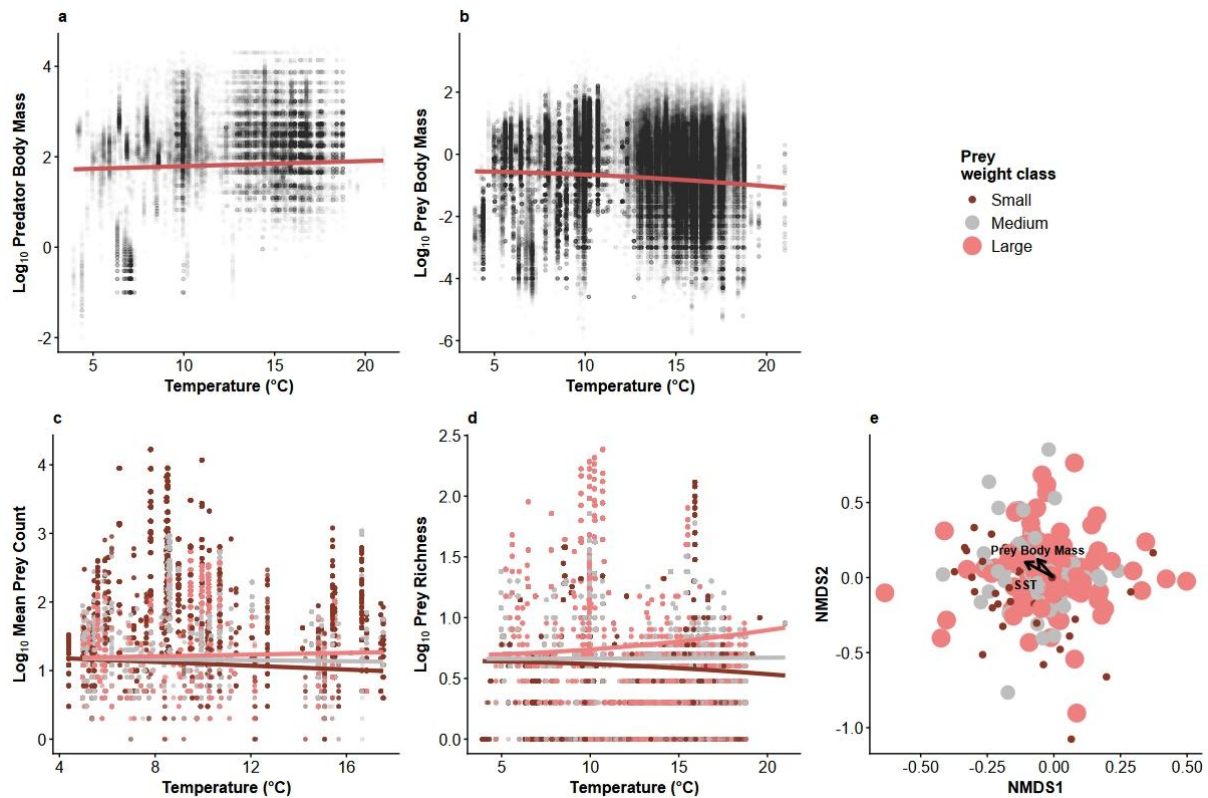 a
Log₁₀ Predator Body Mass
4
2
0
-2
5
10
15
20
Temperature (°C)
b
Log₁₀ Prey Body Mass
2
0
-2
-4
-6
5
10
15
20
Temperature (°C)
Prey
weight class
Small
Medium
Large
c
Log₁₀ Mean Prey Count
4
3
2
1
0
4
8
12
16
Temperature (°C)
d
Log₁₀ Prey Richness
2.5
2.0
1.5
1.0
0.5
0.0
5
10
15
20
Temperature (°C)
e
NMDS2
0.5
0.0
-0.5
-1.0
Prey Body Mass
SST
-0.50
-0.25
0.00
0.25
0.50
NMDS1